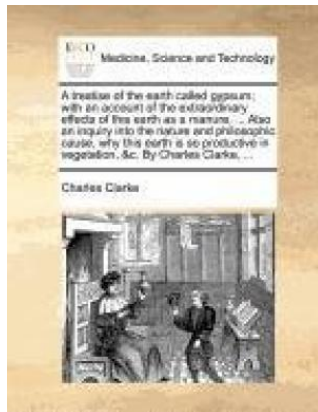 ECCO
Medicine, Science and Technology
A treatise of the earth called gypsum;
with an account of the extraordinary
effects of this earth as a manure, ... Also
an inquiry into the nature and philosophic
cause, why this earth is so productive in
vegetation, &c. By Charles Clarke, ...
Charles Clarke